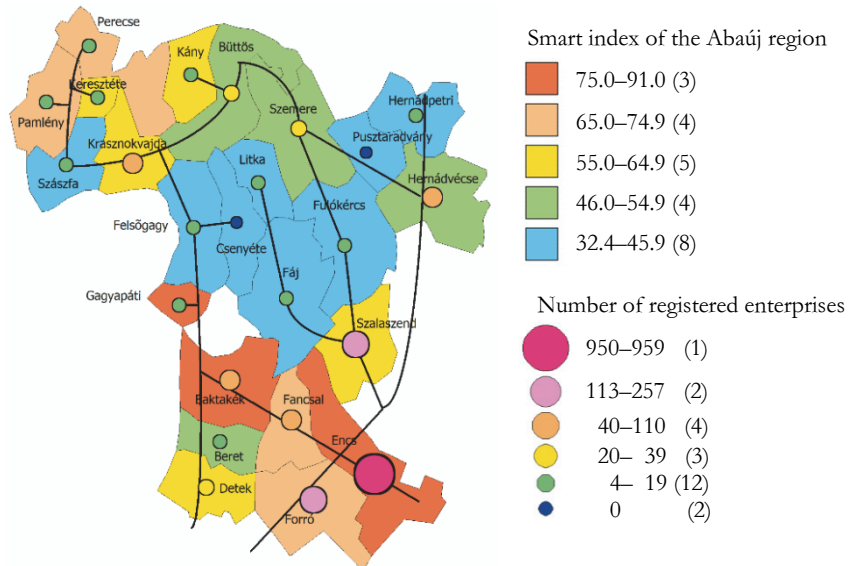 Perecse
Kány
Büttös
Keresztéte
Pamlény
Krasznokvajda
Szászfa
Szemere
Hernádpetri
Pusztaradvány
Hernádvécse
Litka
Fulókércs
Felsõgagy
Csenyéte
Fáj
Gagyapáti
Szalaszend
Baktakék
Fancsal
Encs
Beret
Detek
Forró
Smart index of the Abaúj region
75.0–91.0 (3)
65.0–74.9 (4)
55.0–64.9 (5)
46.0–54.9 (4)
32.4–45.9 (8)
Number of registered enterprises
950–959 (1)
113–257 (2)
40–110 (4)
20– 39 (3)
4– 19 (12)
0 (2)